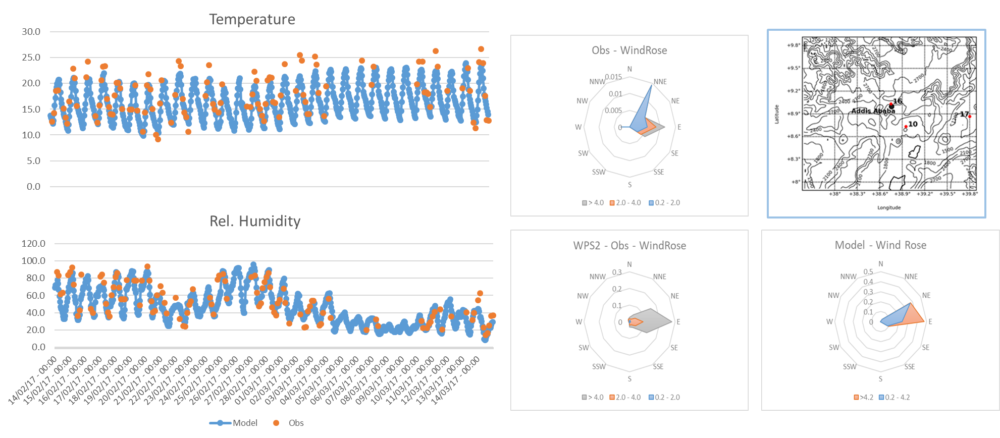 Temperature
30.0
25.0
20.0
15.0
10.0
5.0
0.0
Rel. Humidity
120.0
100.0
80.0
60.0
40.0
20.0
0.0
14/02/17 - 00:00
15/02/17 - 00:00
16/02/17 - 00:00
17/02/17 - 00:00
18/02/17 - 00:00
19/02/17 - 00:00
20/02/17 - 00:00
21/02/17 - 00:00
22/02/17 - 00:00
23/02/17 - 00:00
24/02/17 - 00:00
25/02/17 - 00:00
26/02/17 - 00:00
27/02/17 - 00:00
28/02/17 - 00:00
01/03/17 - 00:00
02/03/17 - 00:00
03/03/17 - 00:00
04/03/17 - 00:00
05/03/17 - 00:00
06/03/17 - 00:00
07/03/17 - 00:00
08/03/17 - 00:00
09/03/17 - 00:00
10/03/17 - 00:00
11/03/17 - 00:00
12/03/17 - 00:00
13/03/17 - 00:00
14/03/17 - 00:00
Model Obs
Obs - WindRose
N
NNE
NE
E
SE
SSE
S
SSW
SW
W
NW
NNW
0.015
0.01
0.005
0
> 4.0 2.0 - 4.0 0.2 - 2.0
+9.8°
+9.5°
+9.2°
+8.9°
+8.6°
+8.3°
+8°
Latitude
16
Addis Ababa
17
10
+38° +38.3° +38.6° +38.9° +39.2° +39.5° +39.8°
Longitude
WPS2 - Obs - WindRose
N
NNE
NE
E
SE
SSE
S
SSW
SW
W
NW
NNW
0.3
0.2
0.1
0
> 4.0 2.0 - 4.0 0.2 - 2.0
Model - Wind Rose
N
NNE
NE
E
SE
SSE
S
SSW
SW
W
NW
NNW
0.5
0.4
0.3
0.2
0.1
0
>4.2 0.2 - 4.2